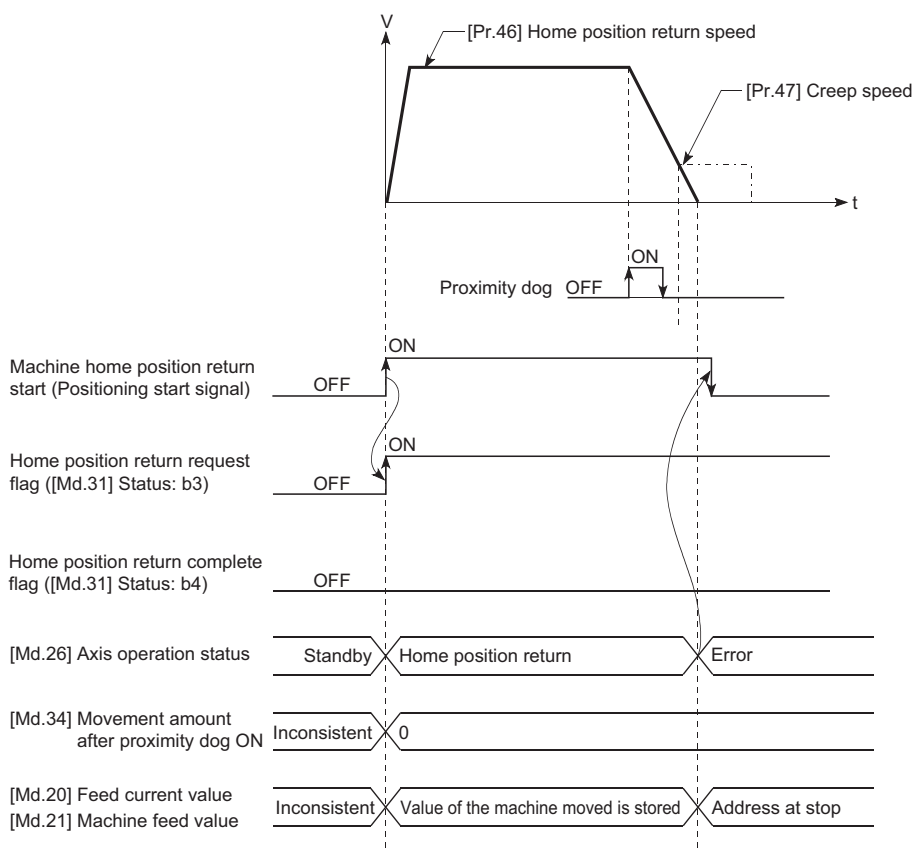 V
[Pr.46] Home position return speed
[Pr.47] Creep speed
t
ON
Proximity dog OFF
ON
Machine home position return
start (Positioning start signal)
OFF
ON
Home position return request
flag ([Md.31] Status: b3)
OFF
Home position return complete
flag ([Md.31] Status: b4)
OFF
[Md.26] Axis operation status Standby Home position return Error
[Md.34] Movement amount
after proximity dog ON Inconsistent 0
[Md.20] Feed current value
[Md.21] Machine feed value
Inconsistent Value of the machine moved is stored Address at stop